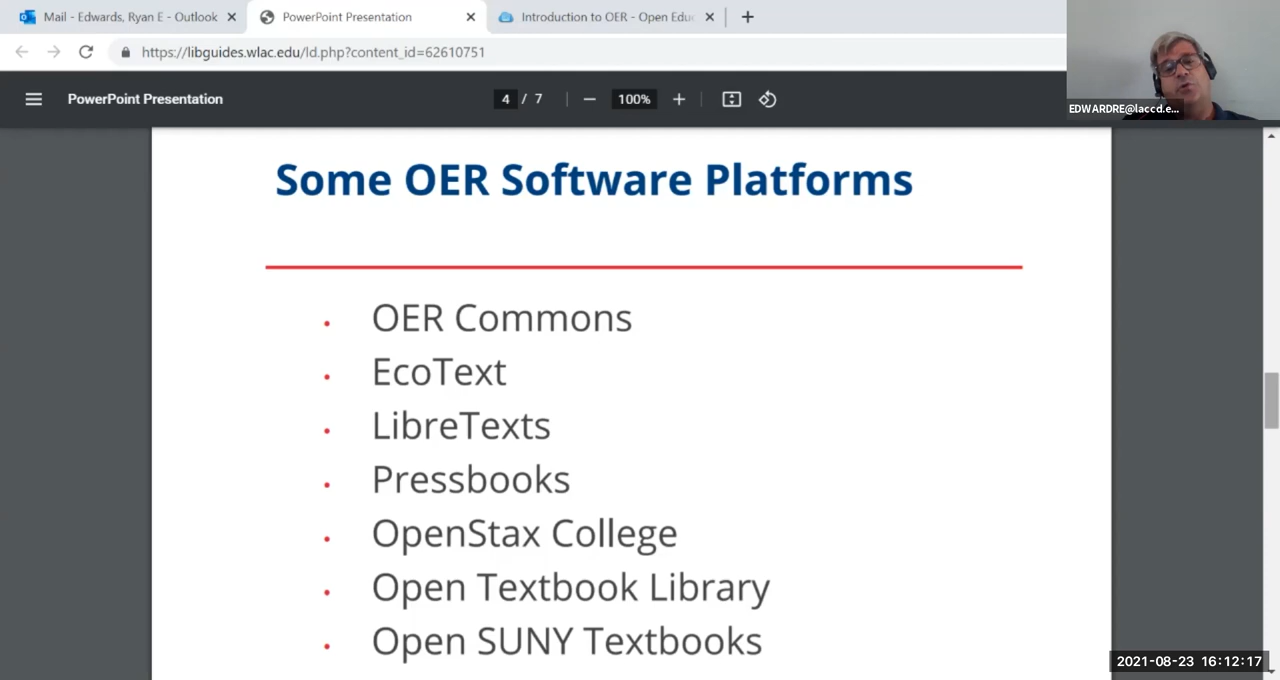 Mail - Edwards, Ryan E - Outlook
PowerPoint Presentation
Introduction to OER - Open Edu
https://libguides.wlac.edu/ld.php?content_id=62610751
EDWARDRE@laccd.e...
PowerPoint Presentation
4 / 7
100%
Some OER Software Platforms
• OER Commons
• EcoText
• LibreTexts
• Pressbooks
• OpenStax College
• Open Textbook Library
• Open SUNY Textbooks
2021-08-23 16:12:17